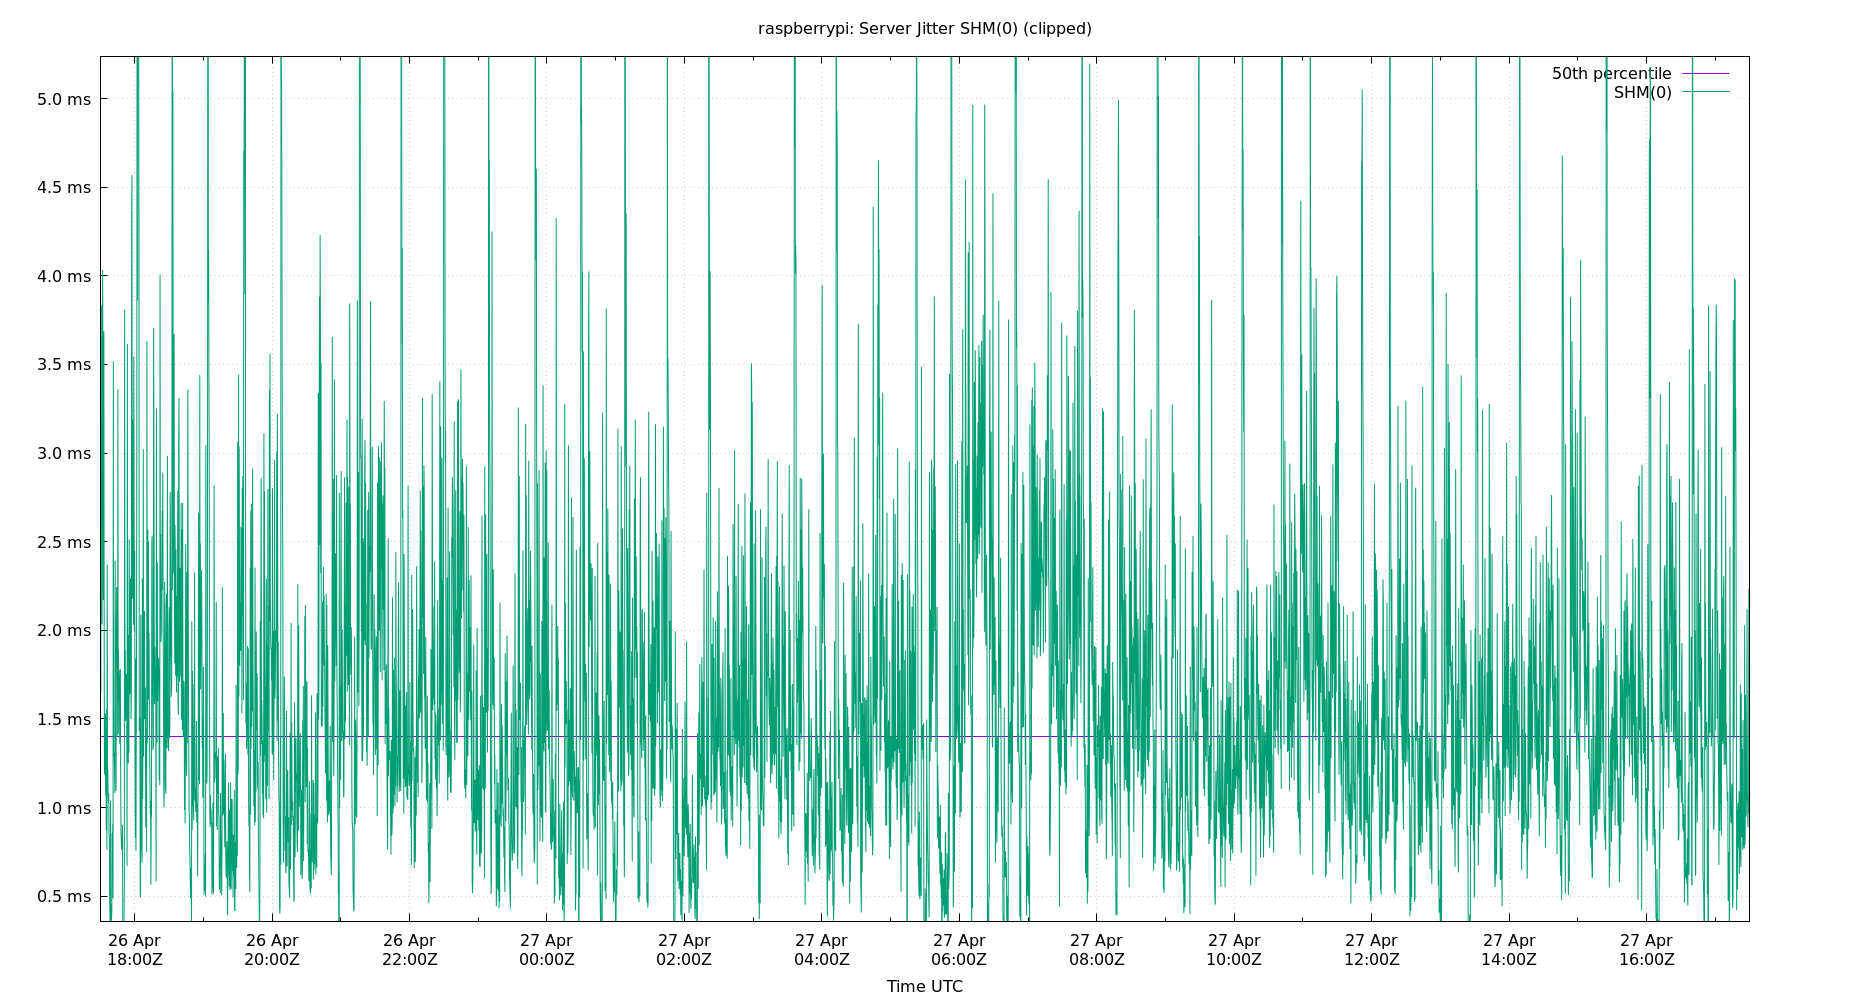 raspberrypi: Server Jitter SHM(0) (clipped)
50th percentile
SHM(0)
5.0 ms
4.5 ms
4.0 ms
3.5 ms
3.0 ms
2.5 ms
2.0 ms
1.5 ms
1.0 ms
0.5 ms
26 Apr 26 Apr 26 Apr 27 Apr 27 Apr 27 Apr 27 Apr 27 Apr 27 Apr 27 Apr 27 Apr 27 Apr
18:00Z 20:00Z 22:00Z 00:00Z 02:00Z 04:00Z 06:00Z 08:00Z 10:00Z 12:00Z 14:00Z 16:00Z
Time UTC